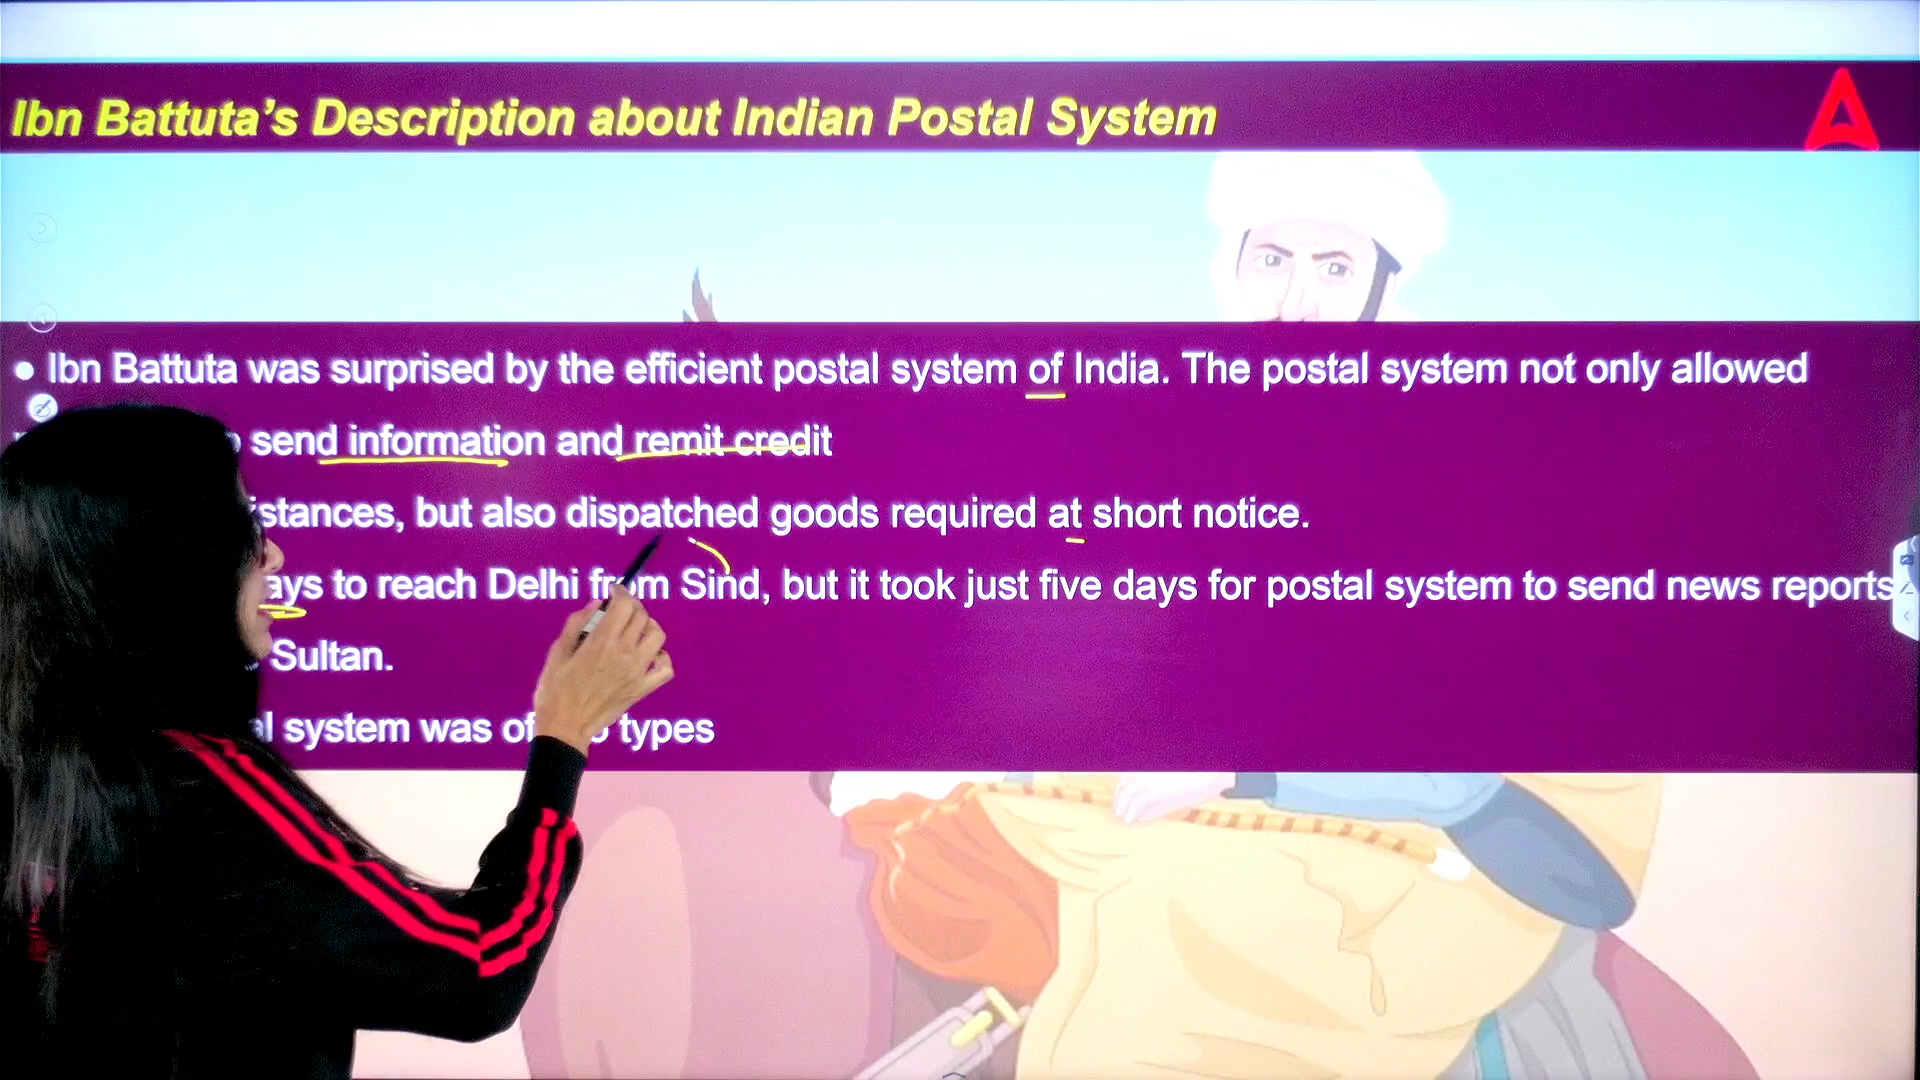 Ibn Battuta's Description about Indian Postal System
• Ibn Battuta was surprised by the efficient postal system of India. The postal system not only allowed
send information and remit credit
but also dispatched goods required at short notice.
to reach Delhi from Sind, but it took just five days for postal system to send news reports
Sultan.
system was of types